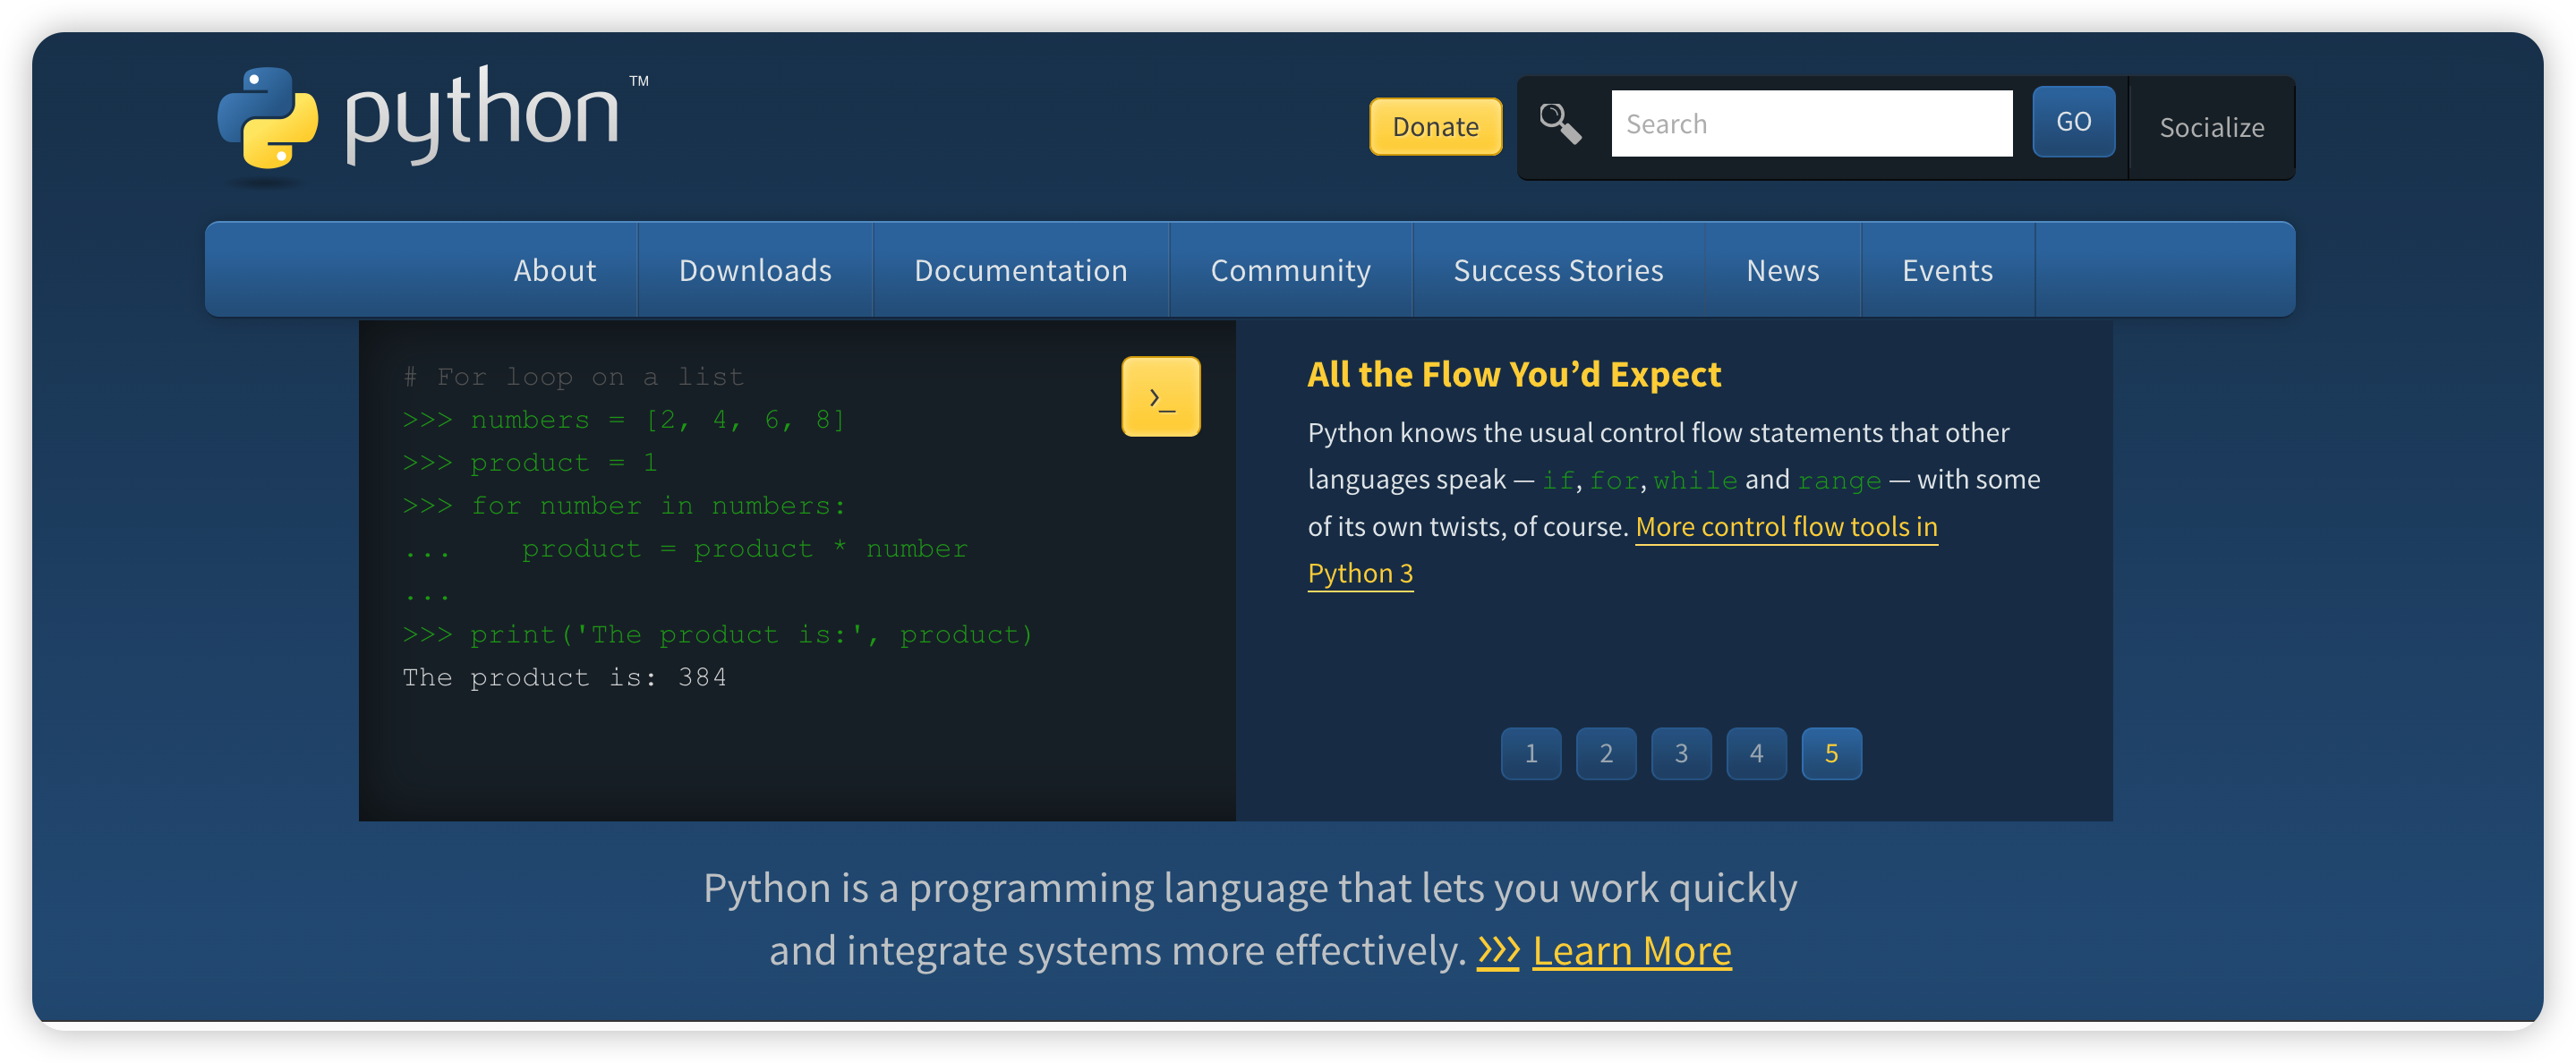 python™
Donate
Search
GO
Socialize
About
Downloads
Documentation
Community
Success Stories
News
Events
# For loop on a list
>>> numbers = [2, 4, 6, 8]
>>> product = 1
>>> for number in numbers:
...    product = product * number
...
>>> print('The product is:', product)
The product is: 384
>_
All the Flow You’d Expect
Python knows the usual control flow statements that other
languages speak — if, for, while and range — with some
of its own twists, of course. More control flow tools in
Python 3
1 2 3 4 5
Python is a programming language that lets you work quickly
and integrate systems more effectively. >>> Learn More